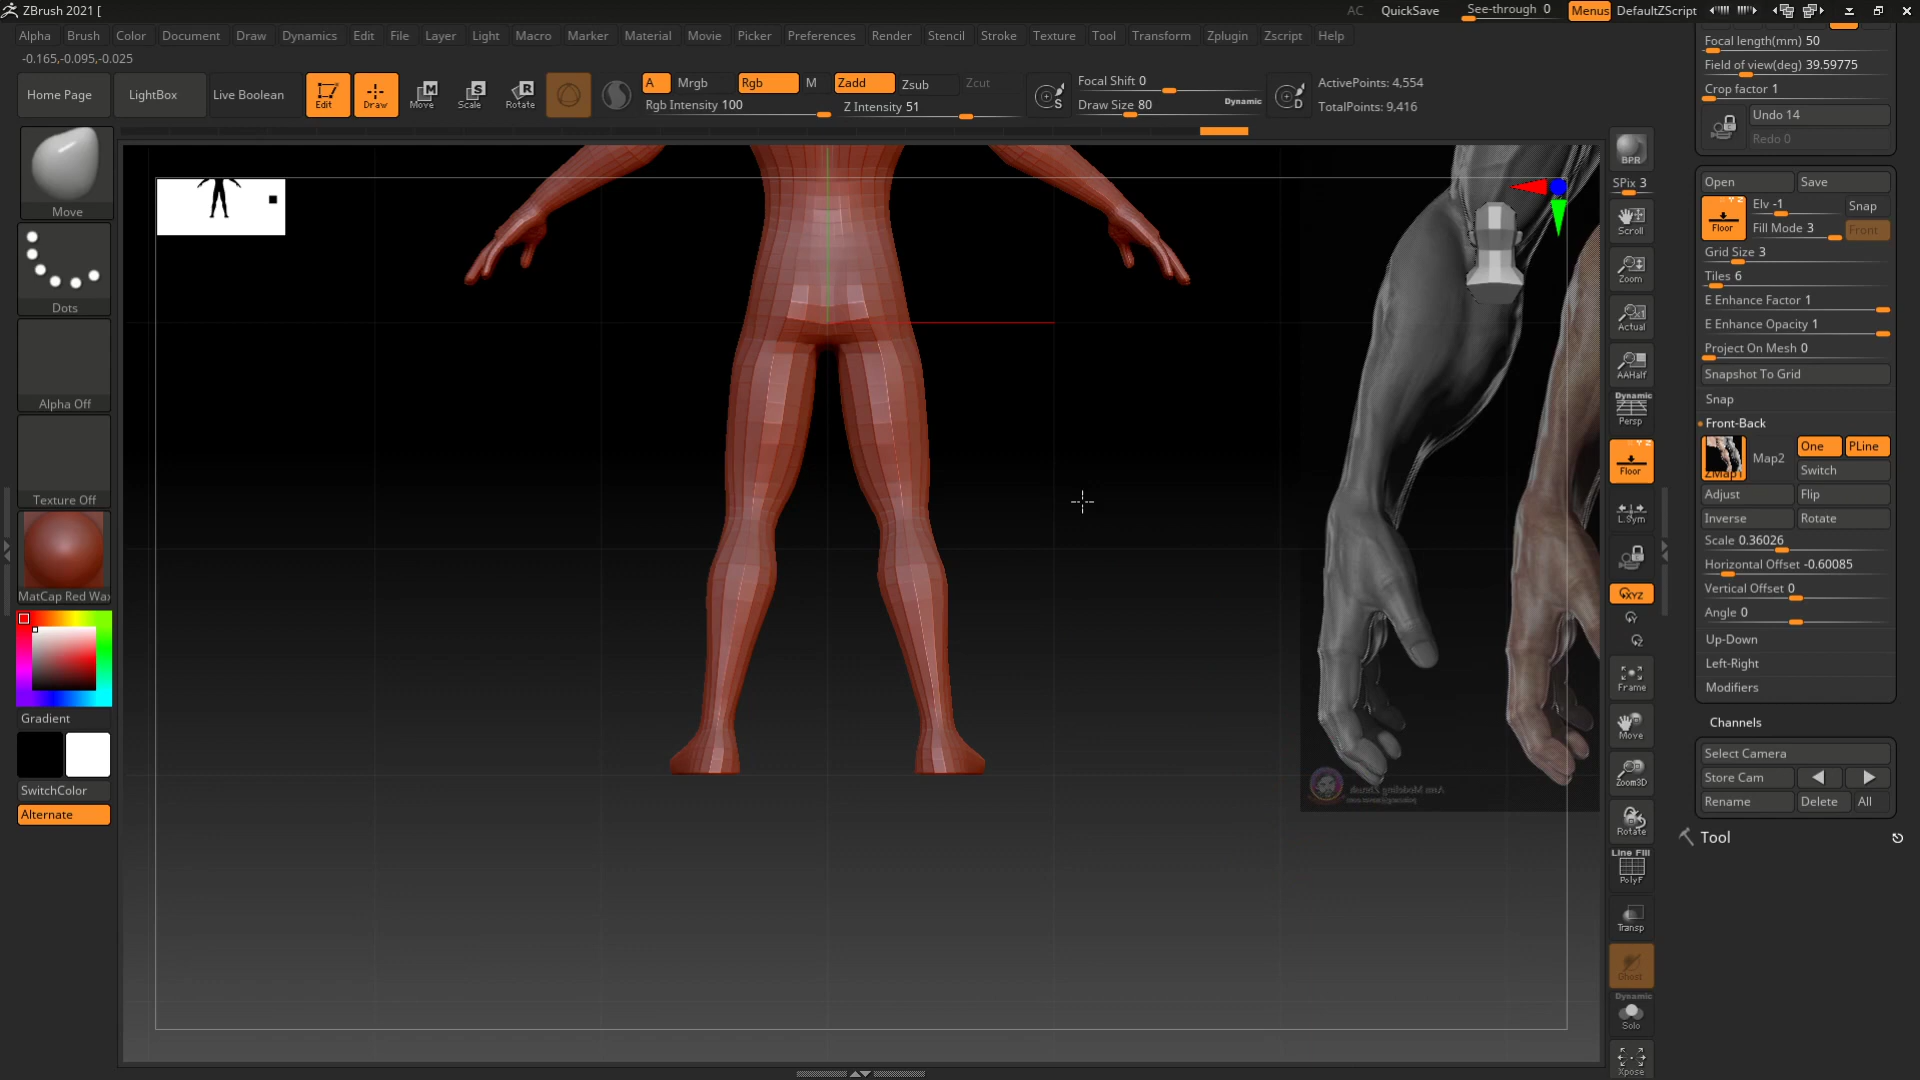 ZBrush 2021 [
AC QuickSave See-through 0 Menus DefaultZScript
Alpha Brush Color Document Draw Dynamics Edit File Layer Light Macro Marker Material Movie Picker Preferences Render Stencil Stroke Texture Tool Transform Zplugin Zscript Help
-0.165,-0.095,-0.025
Home Page LightBox Live Boolean Edit Draw Move Scale Rotate
A Mrgb Rgb M Zadd Zsub Zcut
Rgb Intensity 100 Z Intensity 51
Focal Shift 0
Draw Size 80 Dynamic
ActivePoints: 4,554
TotalPoints: 9,416
Move
Dots
Alpha Off
Texture Off
MatCap Red Wax
Gradient
SwitchColor
Alternate
BPR
SPix 3
Scroll
Zoom
Actual
AAHalf
Dynamic
Persp
Floor
L.Sym
XYZ
Frame
Move
Zoom3D
Rotate
Line Fill
PolyF
Transp
Ghost
Dynamic
Solo
Xpose
Focal length(mm) 50
Field of view(deg) 39.59775
Crop factor 1
Undo 14
Redo 0
Open Save
Floor Elv -1 Snap
Fill Mode 3 Front
Grid Size 3
Tiles 6
E Enhance Factor 1
E Enhance Opacity 1
Project On Mesh 0
Snapshot To Grid
Snap
Front-Back
ZMap1 Map2 One PLine
Switch
Adjust Flip
Inverse Rotate
Scale 0.36026
Horizontal Offset -0.60085
Vertical Offset 0
Angle 0
Up-Down
Left-Right
Modifiers
Channels
Select Camera
Store Cam
Rename Delete All
Tool